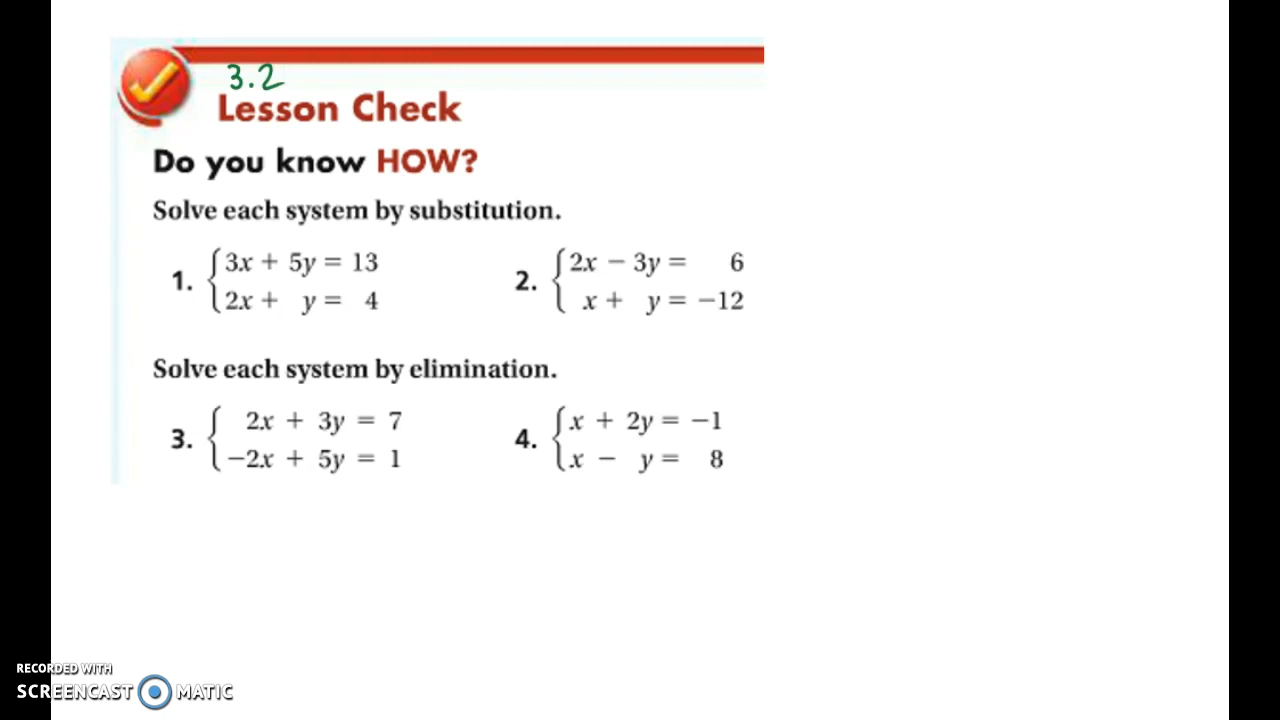 3.2
Lesson Check
Do you know HOW?
Solve each system by substitution.
1. {3x + 5y = 13
2x + y = 4
2. {2x − 3y = 6
x + y = −12
Solve each system by elimination.
3. {2x + 3y = 7
−2x + 5y = 1
4. {x + 2y = −1
x − y = 8
RECORDED WITH
SCREENCAST MATIC